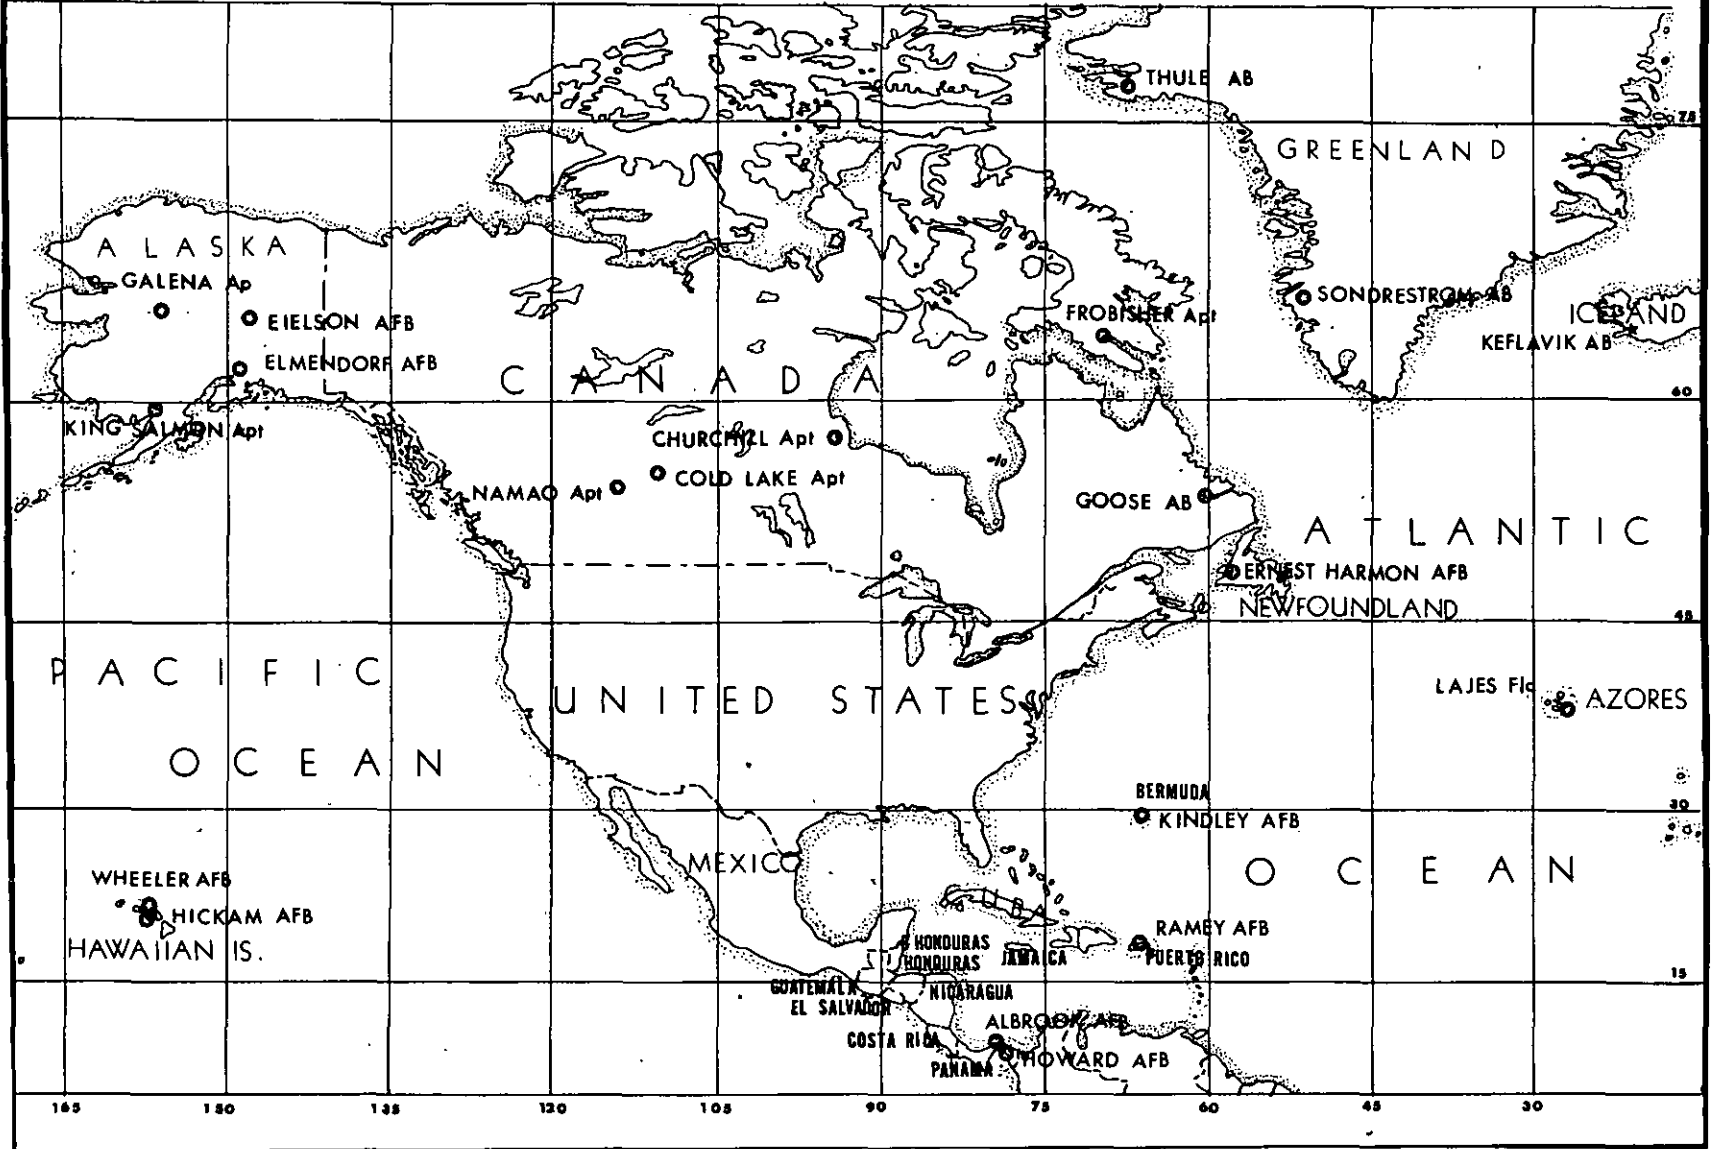 THULE AB
75
GREENLAND
ALASKA
GALENA Ap
SONDRESTROM AB
EIELSON AFB
FROBISHER Apt
ICELAND
KEFLAVIK AB
ELMENDORF AFB
CANADA
60
KING SALMON Apt
CHURCHILL Apt
COLD LAKE Apt
NAMAO Apt
GOOSE AB
ATLANTIC
ERNEST HARMON AFB
NEWFOUNDLAND
45
PACIFIC
UNITED STATES
LAJES Fld
AZORES
OCEAN
BERMUDA
30
KINDLEY AFB
MEXICO
OCEAN
WHEELER AFB
CUBA
HICKAM AFB
RAMEY AFB
HAWAIIAN IS.
B HONDURAS
HONDURAS
JAMAICA
PUERTO RICO
15
GUATEMALA
NICARAGUA
EL SALVADOR
ALBROOK AFB
COSTA RICA
HOWARD AFB
PANAMA
165 150 135 120 105 90 75 60 45 30